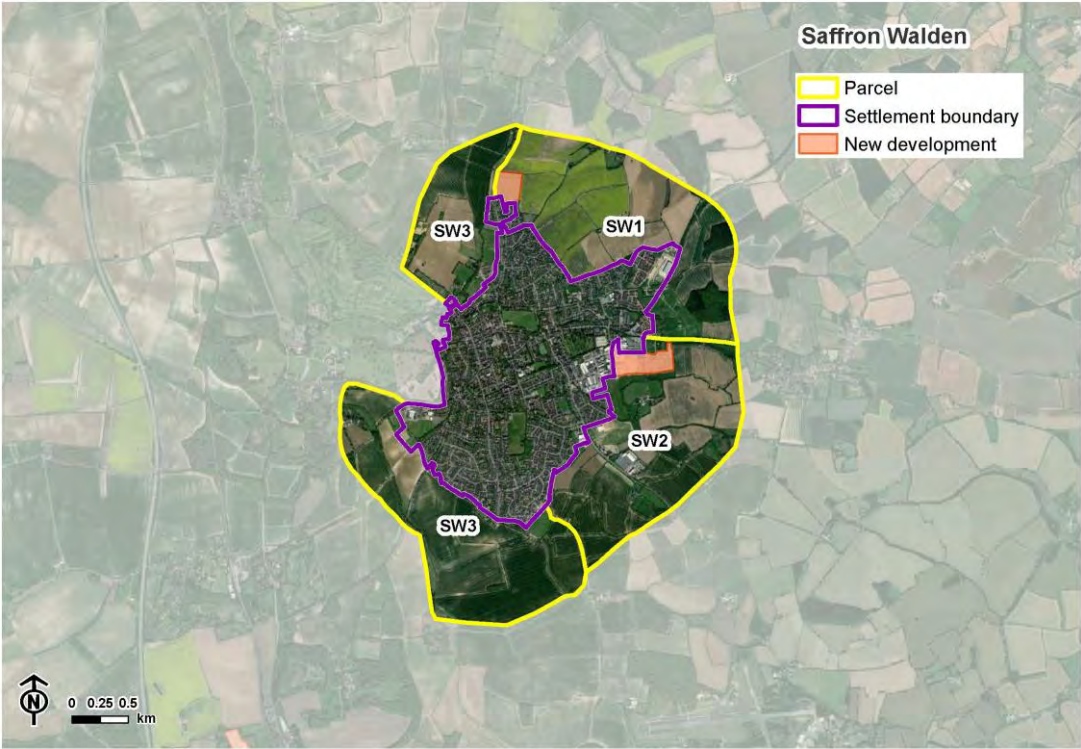 Saffron Walden
Parcel
Settlement boundary
New development
SW3
SW1
SW2
SW3
N
0 0.25 0.5
km